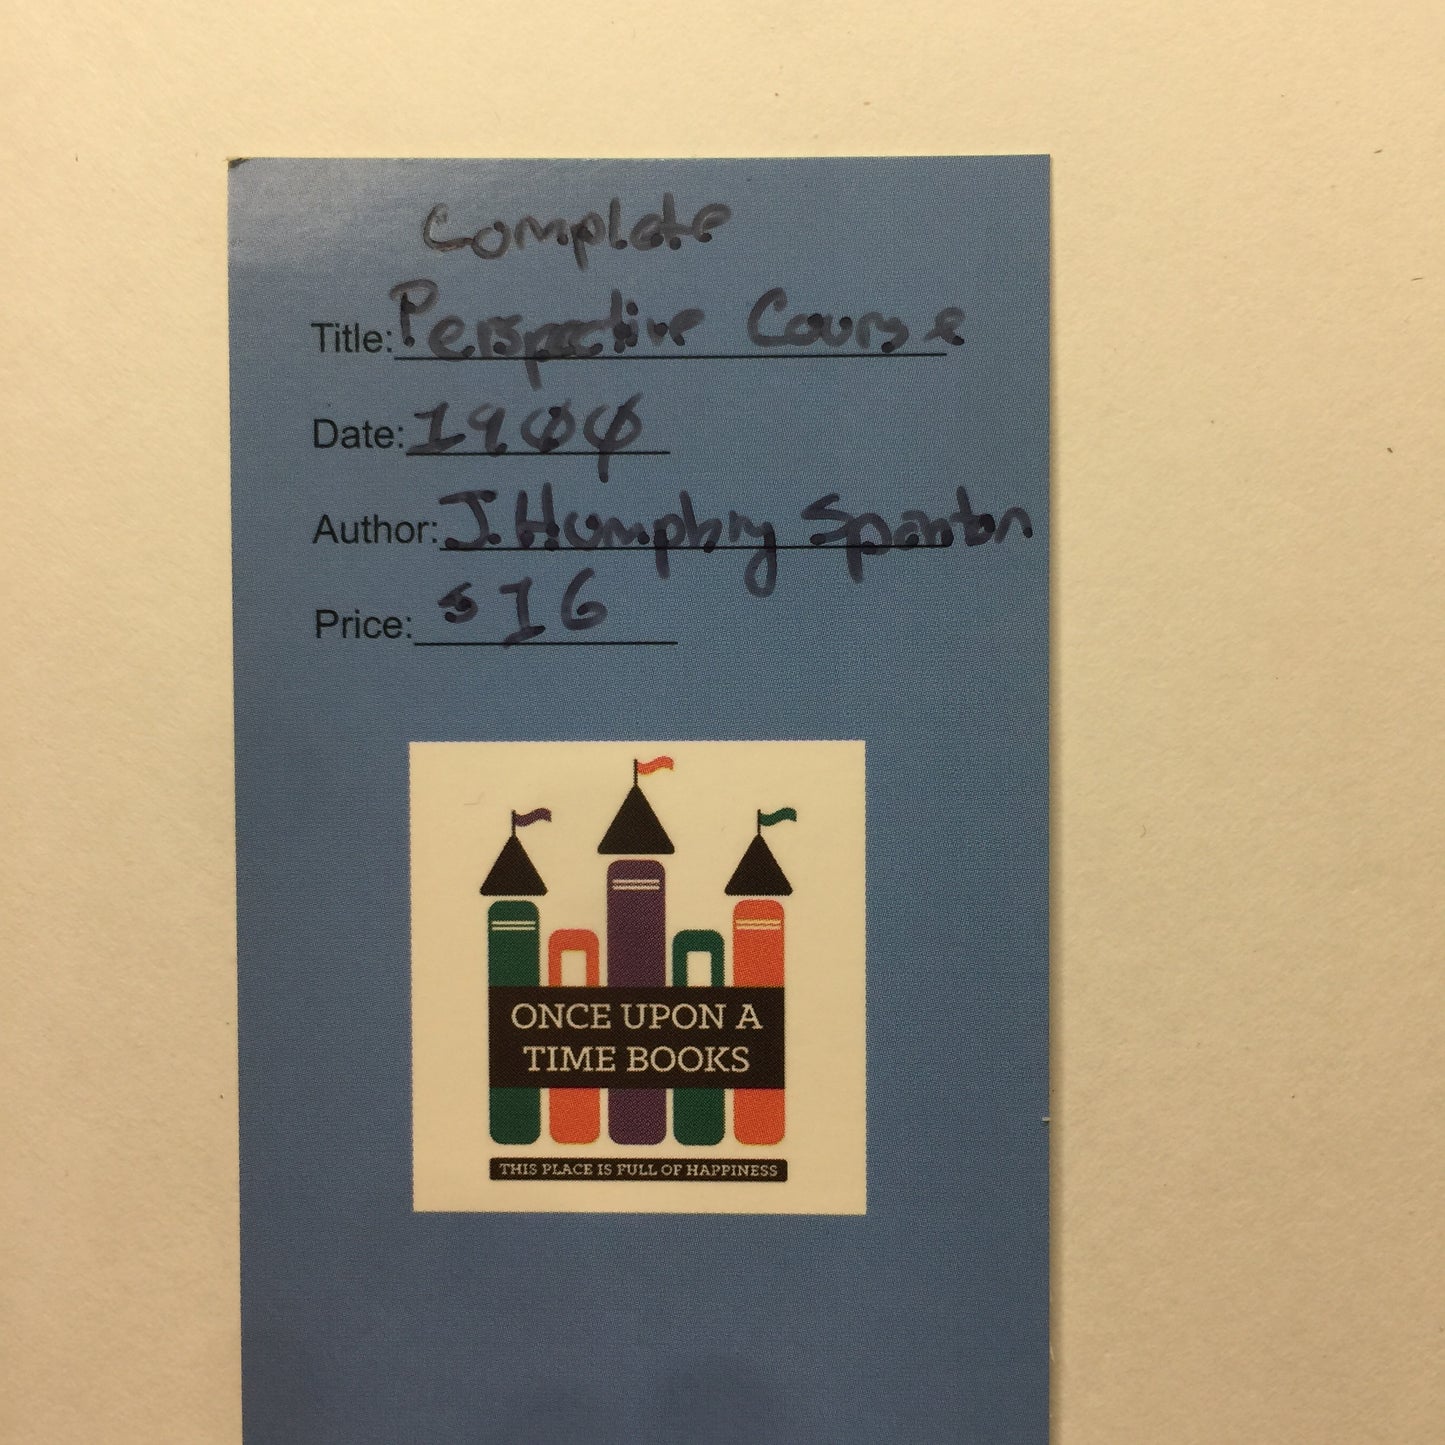 Complete
Title: Perspective Course
Date: 1900
Author: J. Humphry Spanton
Price: $16
ONCE UPON A
TIME BOOKS
THIS PLACE IS FULL OF HAPPINESS